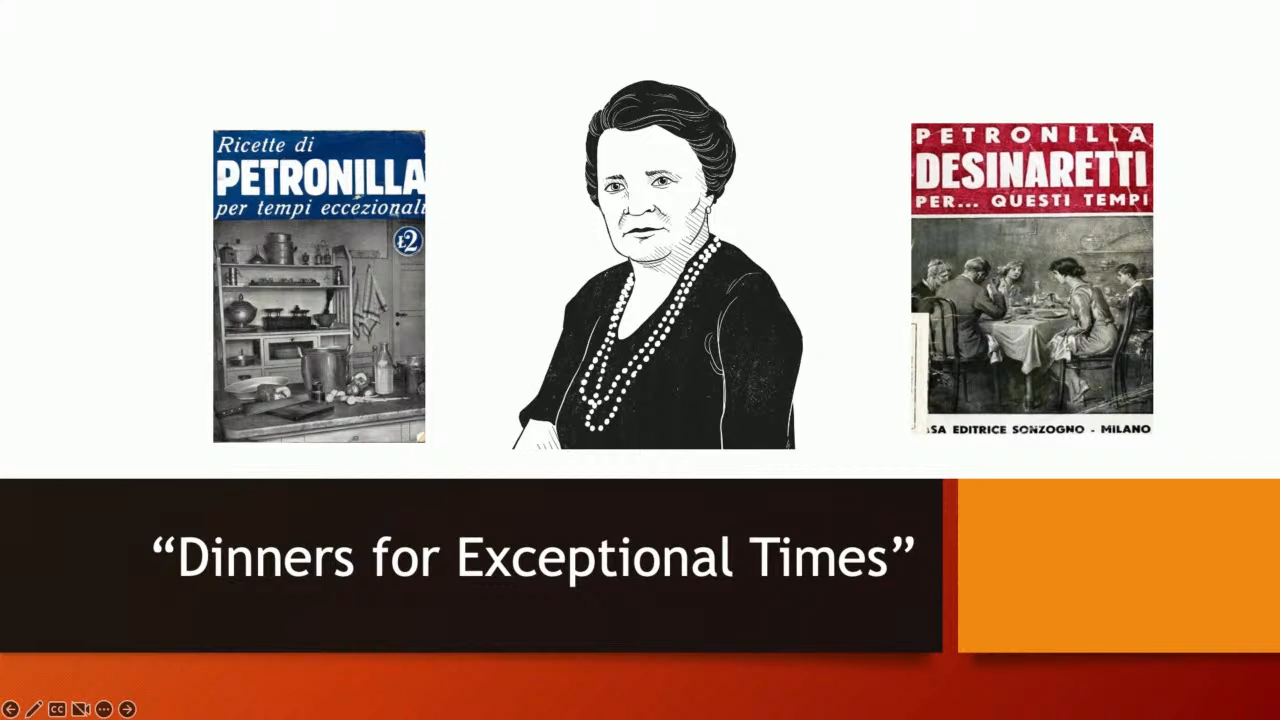 Ricette di
PETRONILLA
per tempi eccezionali
£2
PETRONILLA
DESINARETTI
PER... QUESTI TEMPI
SA EDITRICE SONZOGNO - MILANO
“Dinners for Exceptional Times”
CC